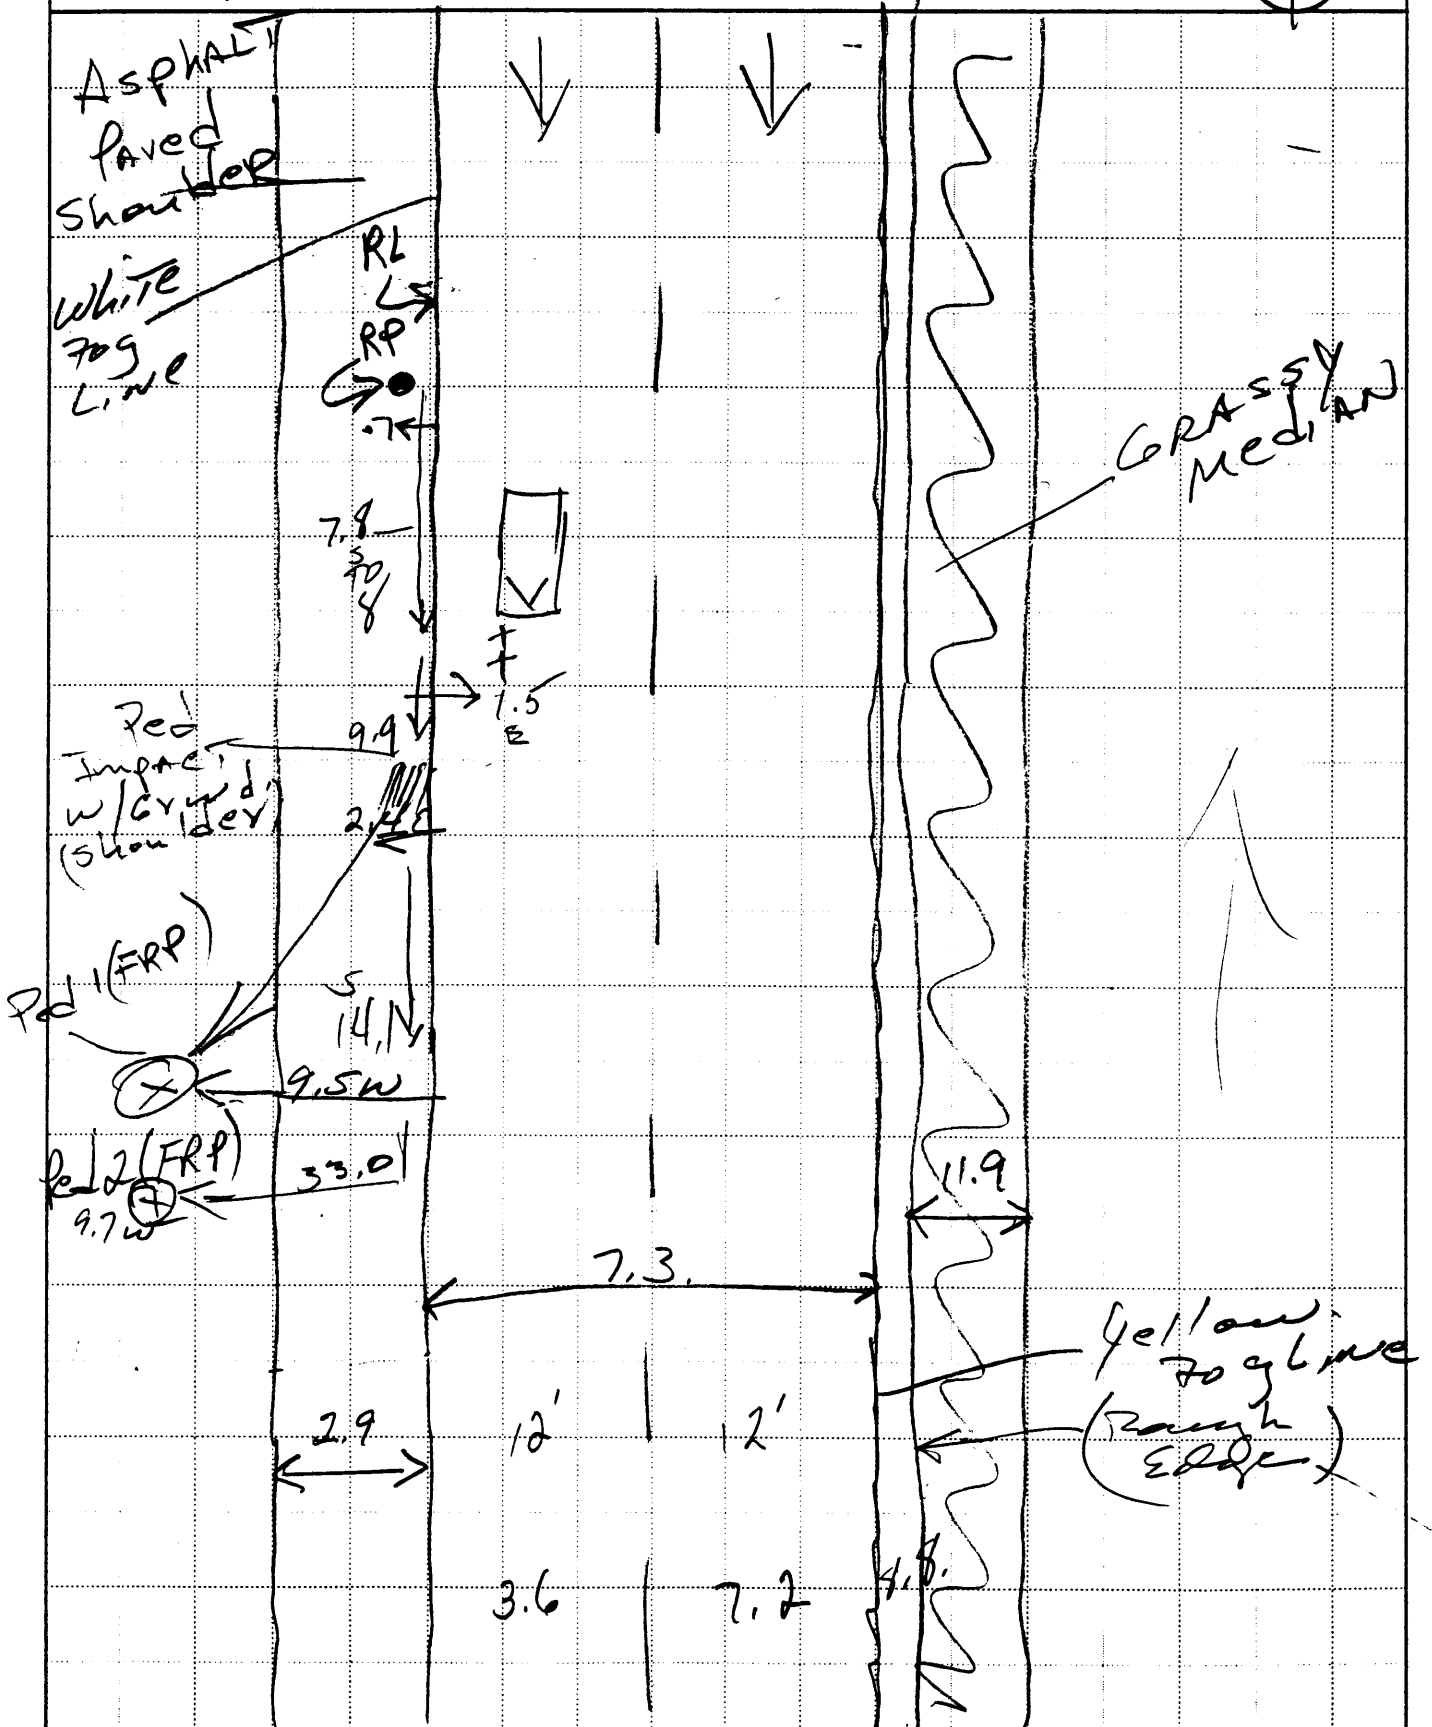 Asphalt
Paved
Shoulder
White
Fog
Line
RL
RP
.7
7.8
S
TO
8
1.5
E
GRASSY
Median
9.9
Ped
Impact
w/Ground
(Shoulder)
Ped 1 (FRP)
S
14.1
9.5W
Ped 2 (FRP)
9.7W
33.0
11.9
7.3
Yellow
Fog Line
(Rough
Edge)
2.9
12'
12'
3.6
7.2